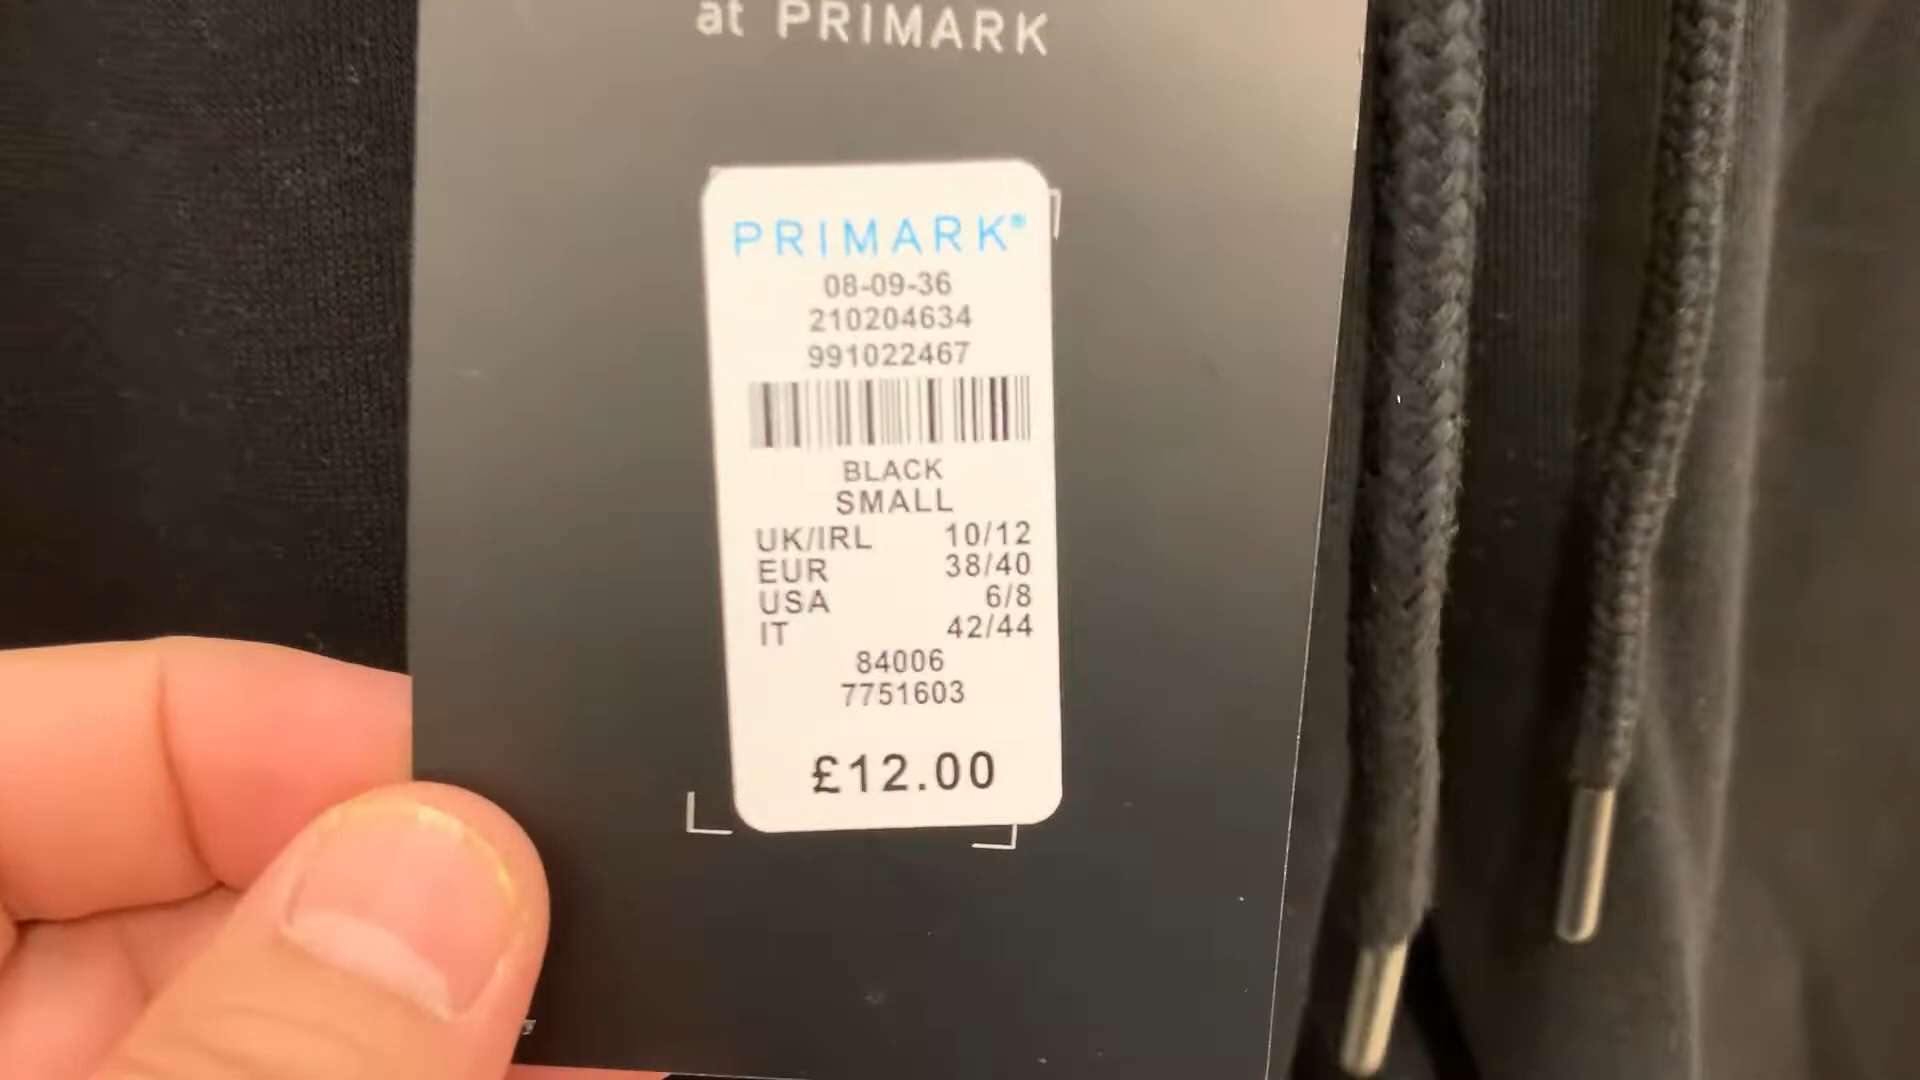 at PRIMARK
PRIMARK®
08-09-36
210204634
991022467
BLACK
SMALL
UK/IRL 10/12
EUR 38/40
USA 6/8
IT 42/44
84006
7751603
£12.00